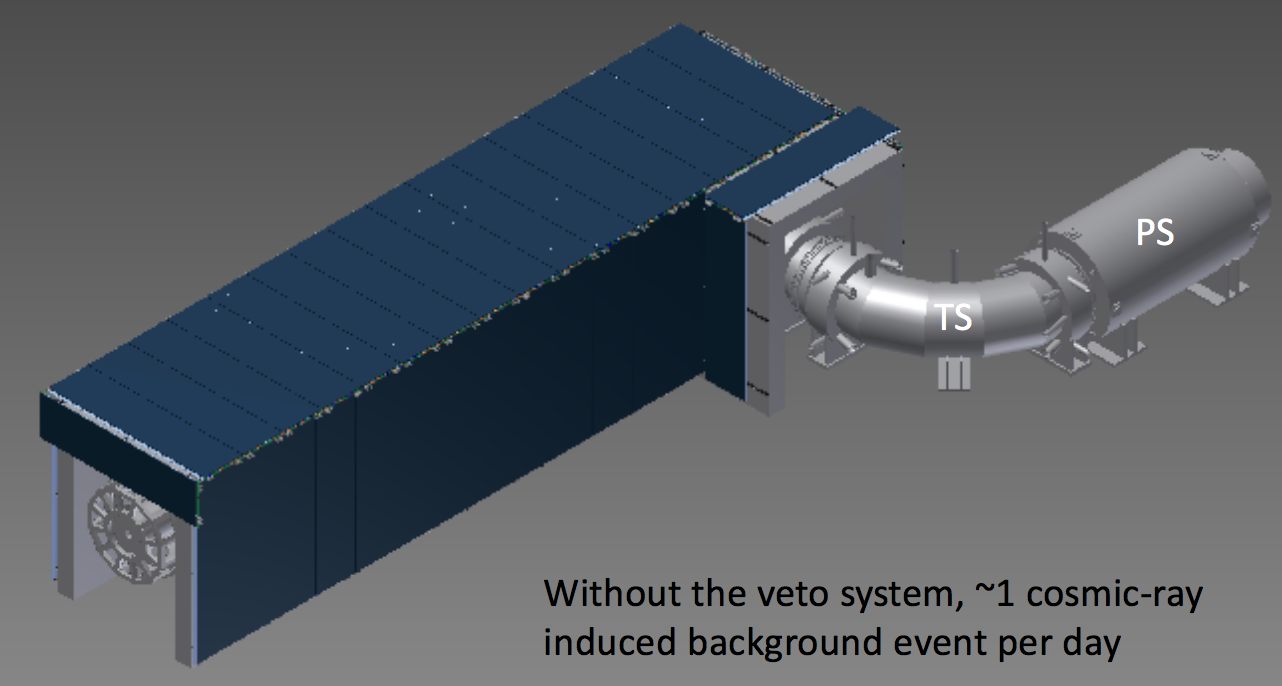 PS
TS
Without the veto system, ~1 cosmic-ray
induced background event per day